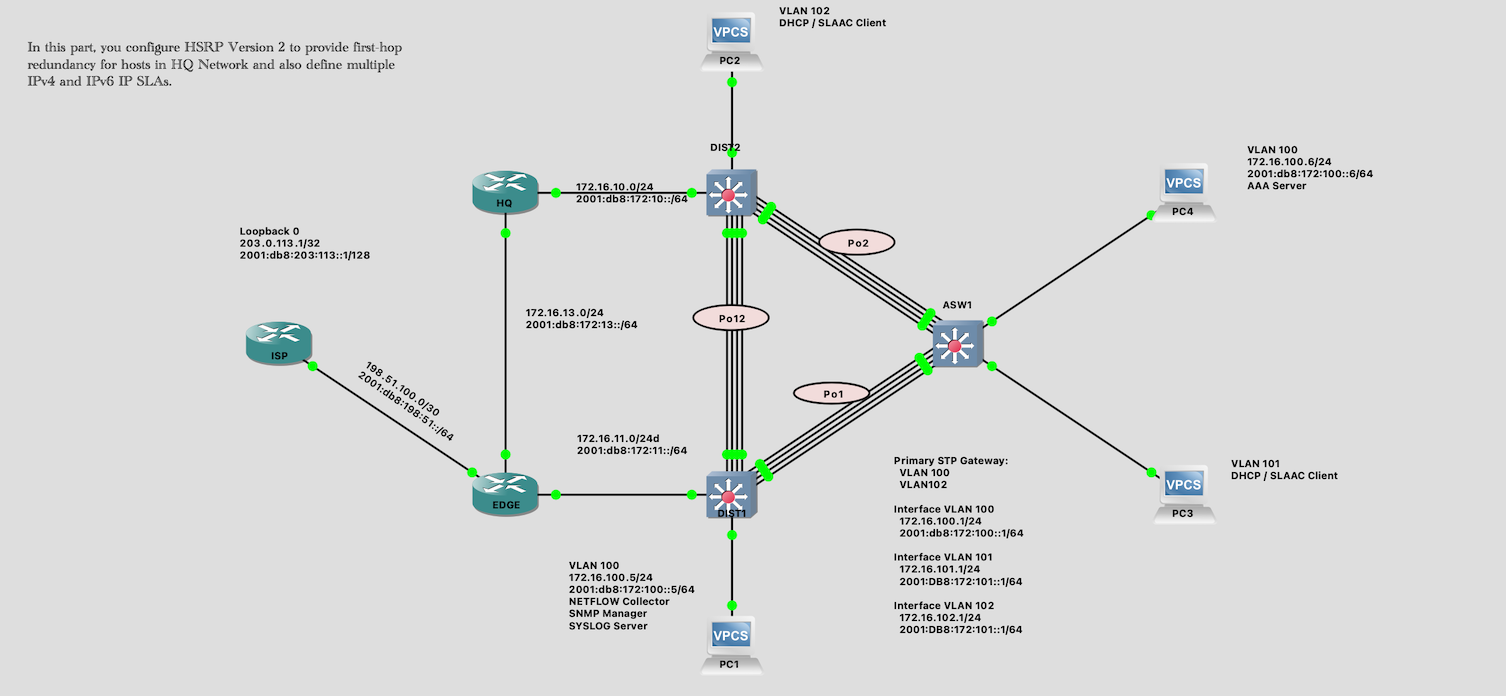 In this part, you configure HSRP Version 2 to provide first-hop
redundancy for hosts in HQ Network and also define multiple
IPv4 and IPv6 IP SLAs.
VLAN 102
DHCP / SLAAC Client
VPCS
PC2
DIST2
HQ
172.16.10.0/24
2001:db8:172:10::/64
VLAN 100
172.16.100.6/24
2001:db8:172:100::6/64
AAA Server
VPCS
PC4
Loopback 0
203.0.113.1/32
2001:db8:203:113::1/128
Po2
ASW1
172.16.13.0/24
2001:db8:172:13::/64
Po12
ISP
198.51.100.0/30
2001:db8:198:51::/64
Po1
172.16.11.0/24d
2001:db8:172:11::/64
EDGE
DIST1
Primary STP Gateway:
VLAN 100
VLAN102
Interface VLAN 100
172.16.100.1/24
2001:db8:172:100::1/64
Interface VLAN 101
172.16.101.1/24
2001:DB8:172:101::1/64
Interface VLAN 102
172.16.102.1/24
2001:DB8:172:101::1/64
VLAN 101
DHCP / SLAAC Client
VPCS
PC3
VLAN 100
172.16.100.5/24
2001:db8:172:100::5/64
NETFLOW Collector
SNMP Manager
SYSLOG Server
VPCS
PC1